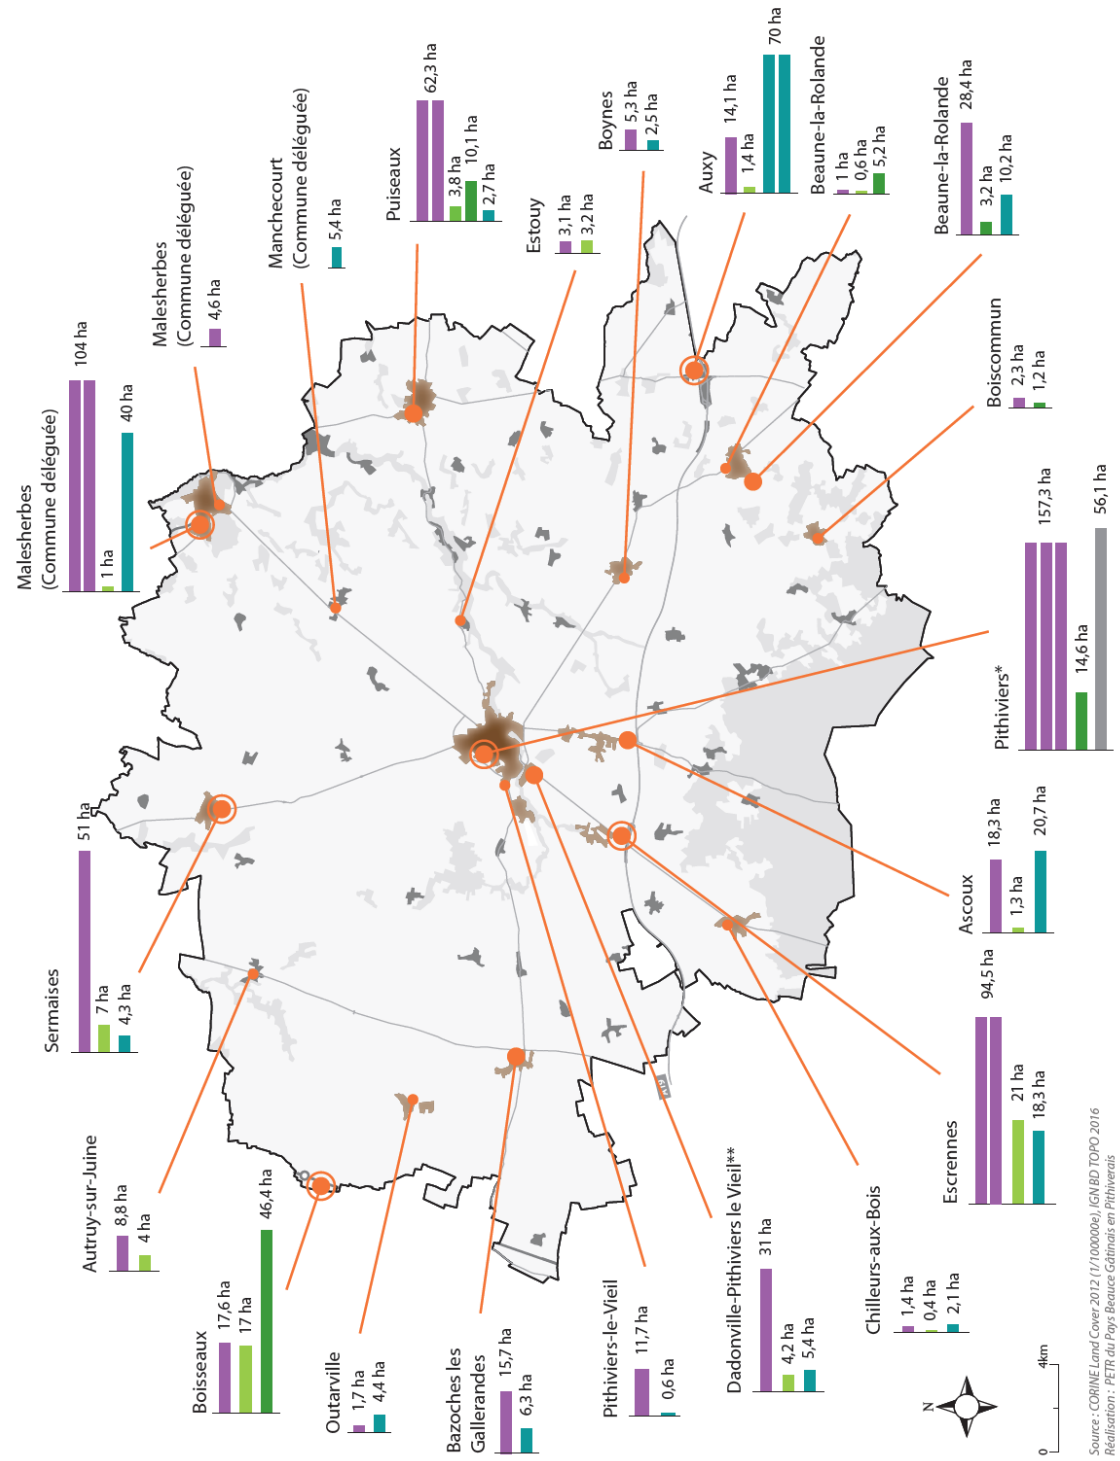 Malesherbes
(Commune déléguée)
104 ha
1 ha
40 ha
Malesherbes
(Commune déléguée)
4,6 ha
Manchecourt
(Commune déléguée)
5,4 ha
Puiseaux
62,3 ha
3,8 ha
10,1 ha
2,7 ha
Estouy
3,1 ha
3,2 ha
Boynes
5,3 ha
2,5 ha
Auxy
14,1 ha
1,4 ha
70 ha
Beaune-la-Rolande
1 ha
0,6 ha
5,2 ha
Beaune-la-Rolande
28,4 ha
3,2 ha
10,2 ha
Boiscommun
2,3 ha
1,2 ha
Pithiviers*
157,3 ha
14,6 ha
56,1 ha
Ascoux
18,3 ha
1,3 ha
20,7 ha
Escrennes
94,5 ha
21 ha
18,3 ha
Chilleurs-aux-Bois
1,4 ha
0,4 ha
2,1 ha
Dadonville-Pithiviers le Vieil**
31 ha
4,2 ha
5,4 ha
Pithiviers-le-Vieil
11,7 ha
0,6 ha
Bazoches les
Gallerandes
15,7 ha
6,3 ha
Outarville
1,7 ha
4,4 ha
Boisseaux
17,6 ha
17 ha
46,4 ha
Autruy-sur-Juine
8,8 ha
4 ha
Sermaises
51 ha
7 ha
4,3 ha
A19
N
0
4km
Source : CORINE Land Cover 2012 (1/100000e), IGN BD TOPO 2016
Réalisation : PETR du Pays Beauce Gâtinais en Pithiverais